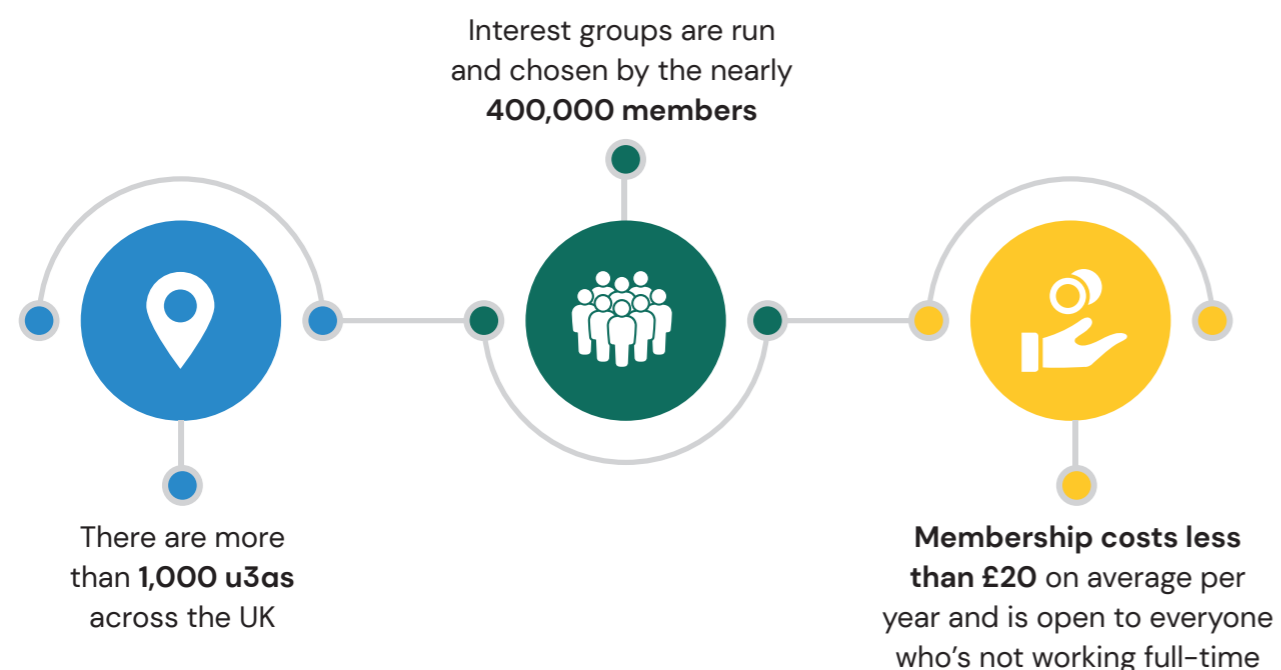 Interest groups are run
and chosen by the nearly
400,000 members
There are more
than 1,000 u3as
across the UK
Membership costs less
than £20 on average per
year and is open to everyone
who's not working full-time